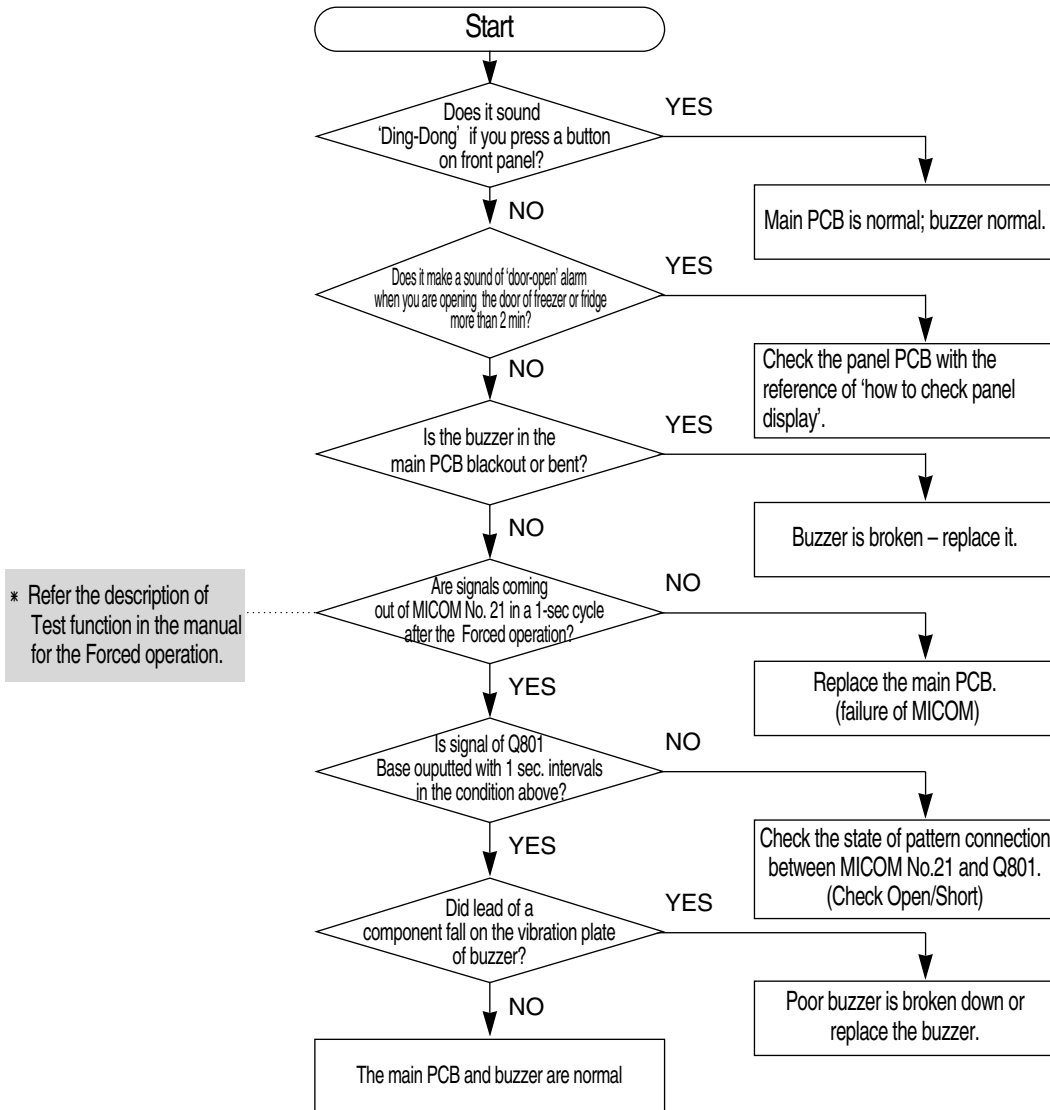 Start
Does it sound
'Ding-Dong' if you press a button
on front panel?
YES
Main PCB is normal; buzzer normal.
NO
Does it make a sound of 'door-open' alarm
when you are opening the door of freezer or fridge
more than 2 min?
YES
Check the panel PCB with the
reference of 'how to check panel
display'.
NO
Is the buzzer in the
main PCB blackout or bent?
YES
Buzzer is broken – replace it.
NO
* Refer the description of
Test function in the manual
for the Forced operation.
Are signals coming
out of MICOM No. 21 in a 1-sec cycle
after the Forced operation?
NO
Replace the main PCB.
(failure of MICOM)
YES
Is signal of Q801
Base ouputted with 1 sec. intervals
in the condition above?
NO
Check the state of pattern connection
between MICOM No.21 and Q801.
(Check Open/Short)
YES
Did lead of a
component fall on the vibration plate
of buzzer?
YES
Poor buzzer is broken down or
replace the buzzer.
NO
The main PCB and buzzer are normal